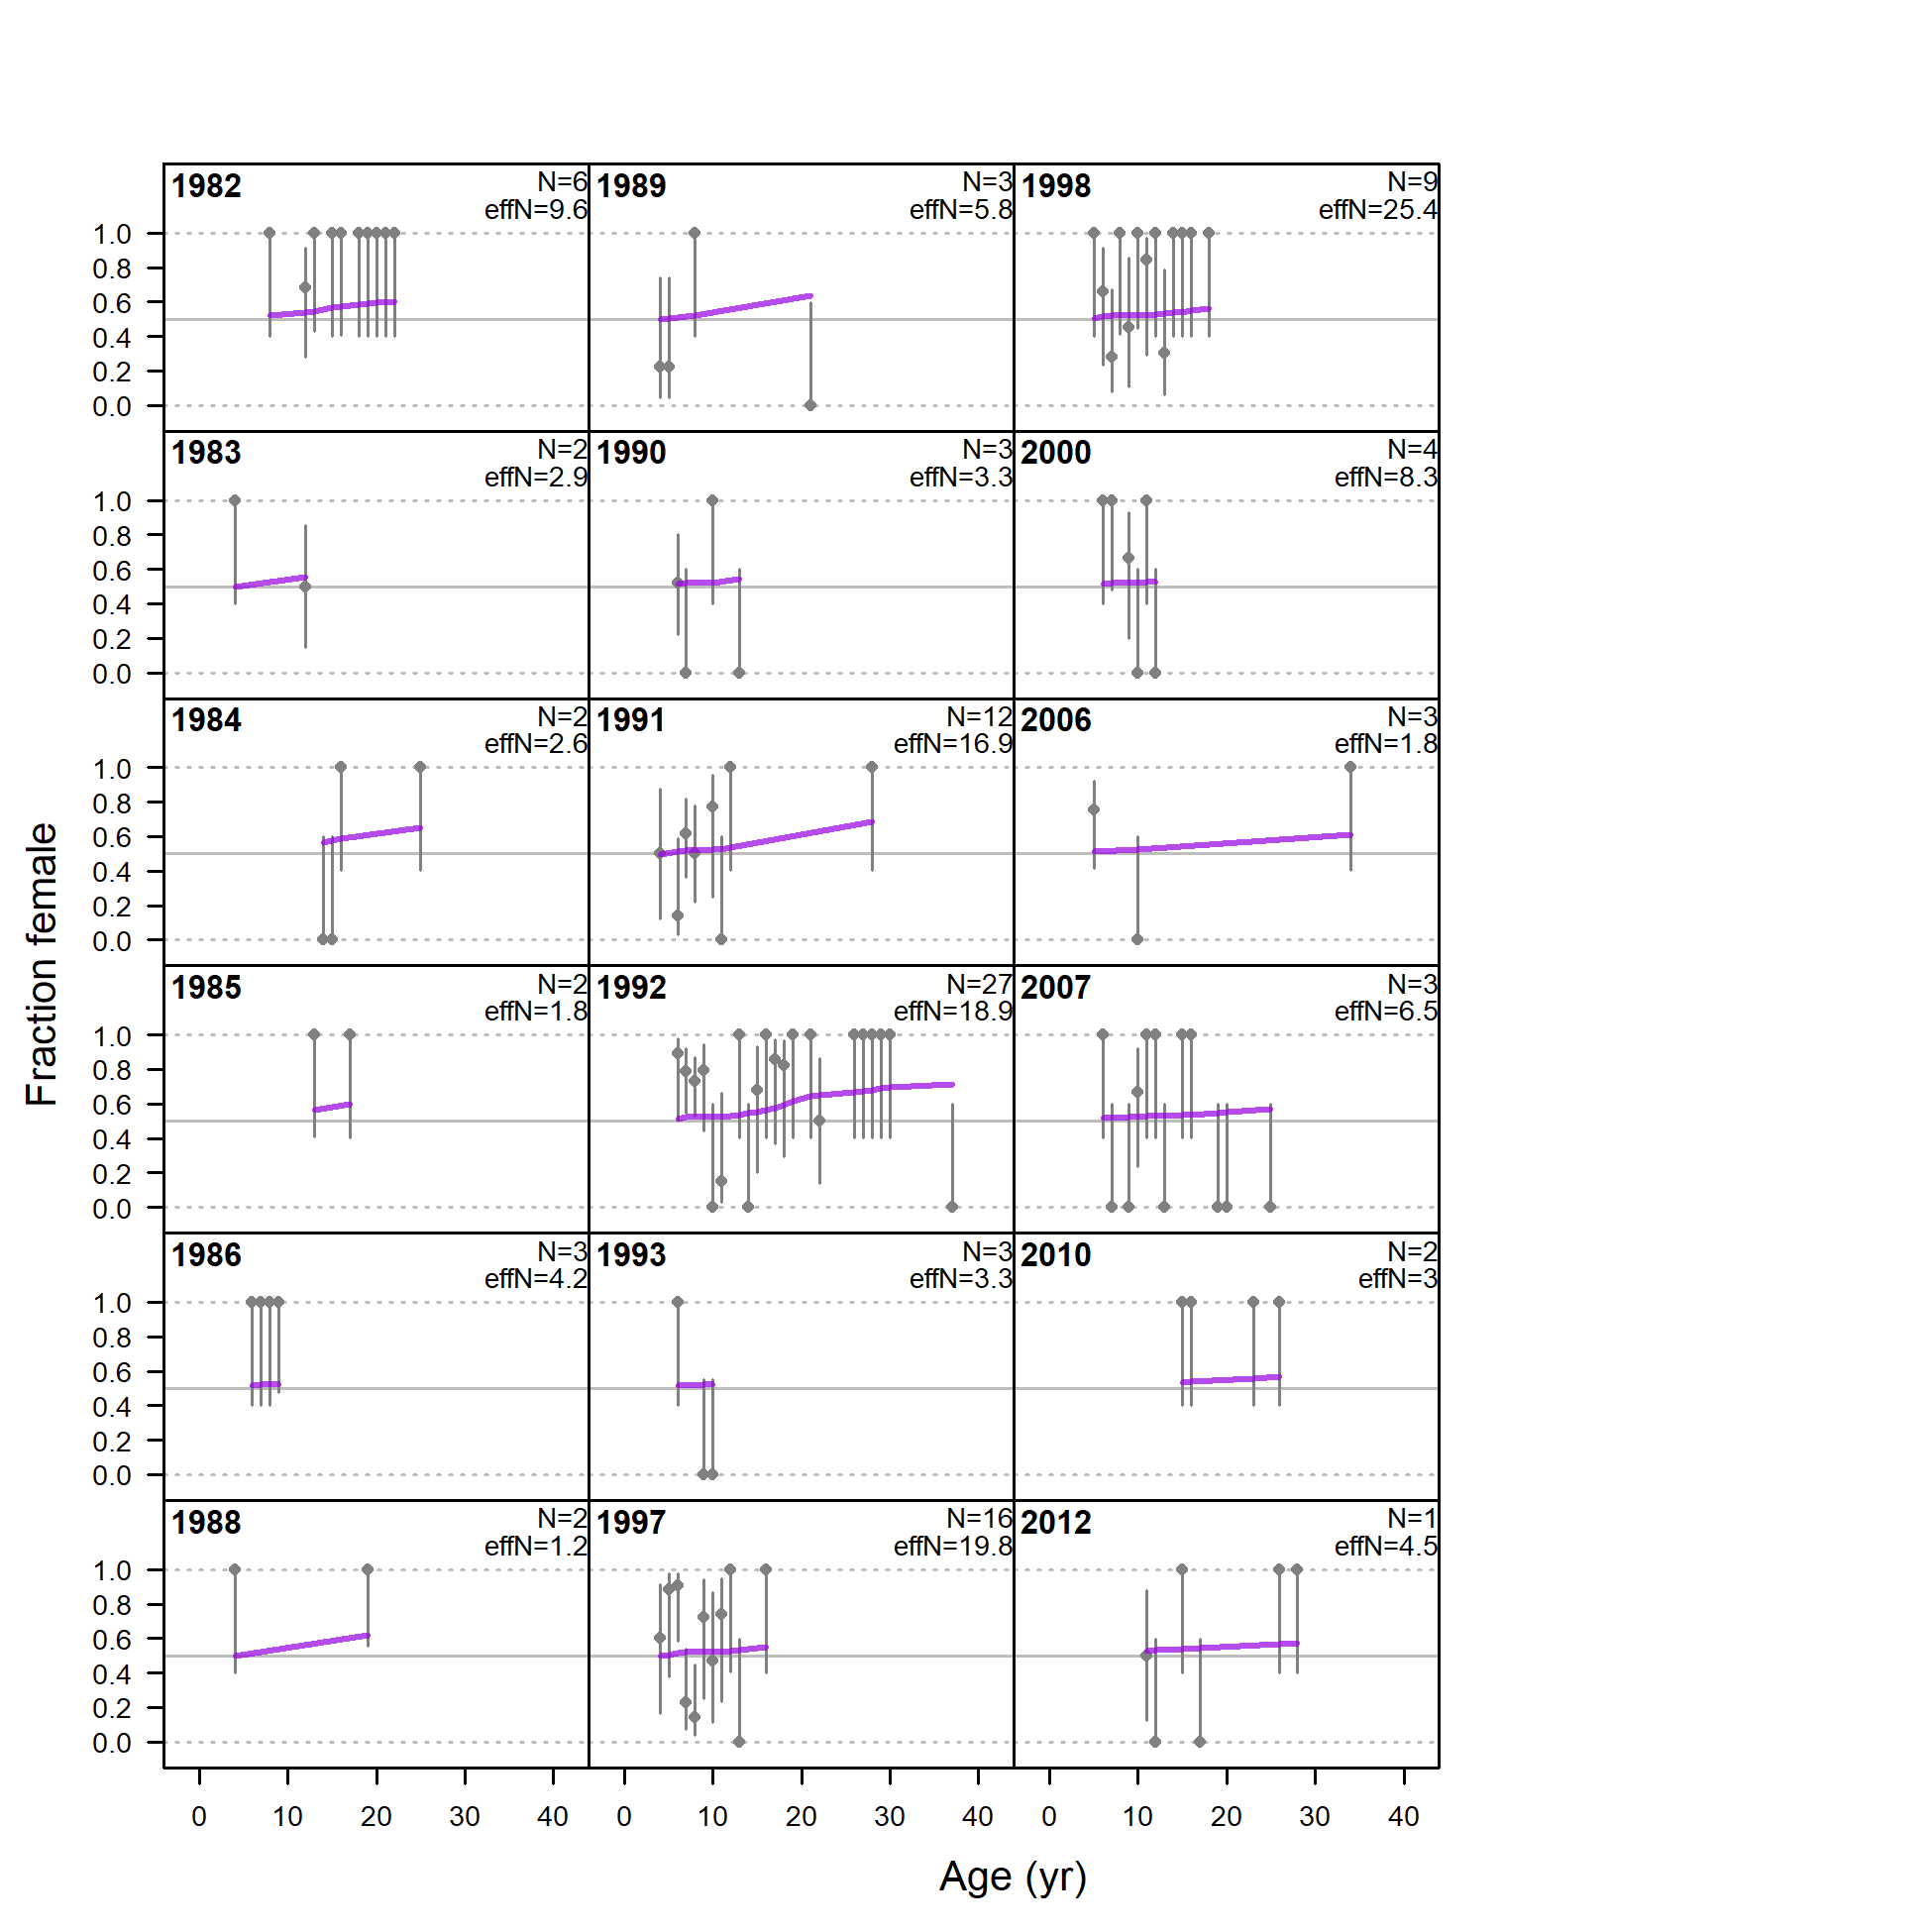 1982
N=6
effN=9.6
1989
N=3
effN=5.8
1998
N=9
effN=25.4
1.0
0.8
0.6
0.4
0.2
0.0
1983
N=2
effN=2.9
1990
N=3
effN=3.3
2000
N=4
effN=8.3
1.0
0.8
0.6
0.4
0.2
0.0
1984
N=2
effN=2.6
1991
N=12
effN=16.9
2006
N=3
effN=1.8
1.0
0.8
0.6
0.4
0.2
0.0
1985
N=2
effN=1.8
1992
N=27
effN=18.9
2007
N=3
effN=6.5
1.0
0.8
0.6
0.4
0.2
0.0
1986
N=3
effN=4.2
1993
N=3
effN=3.3
2010
N=2
effN=3
1.0
0.8
0.6
0.4
0.2
0.0
1988
N=2
effN=1.2
1997
N=16
effN=19.8
2012
N=1
effN=4.5
1.0
0.8
0.6
0.4
0.2
0.0
Fraction female
0 10 20 30 40 0 10 20 30 40 0 10 20 30 40
Age (yr)